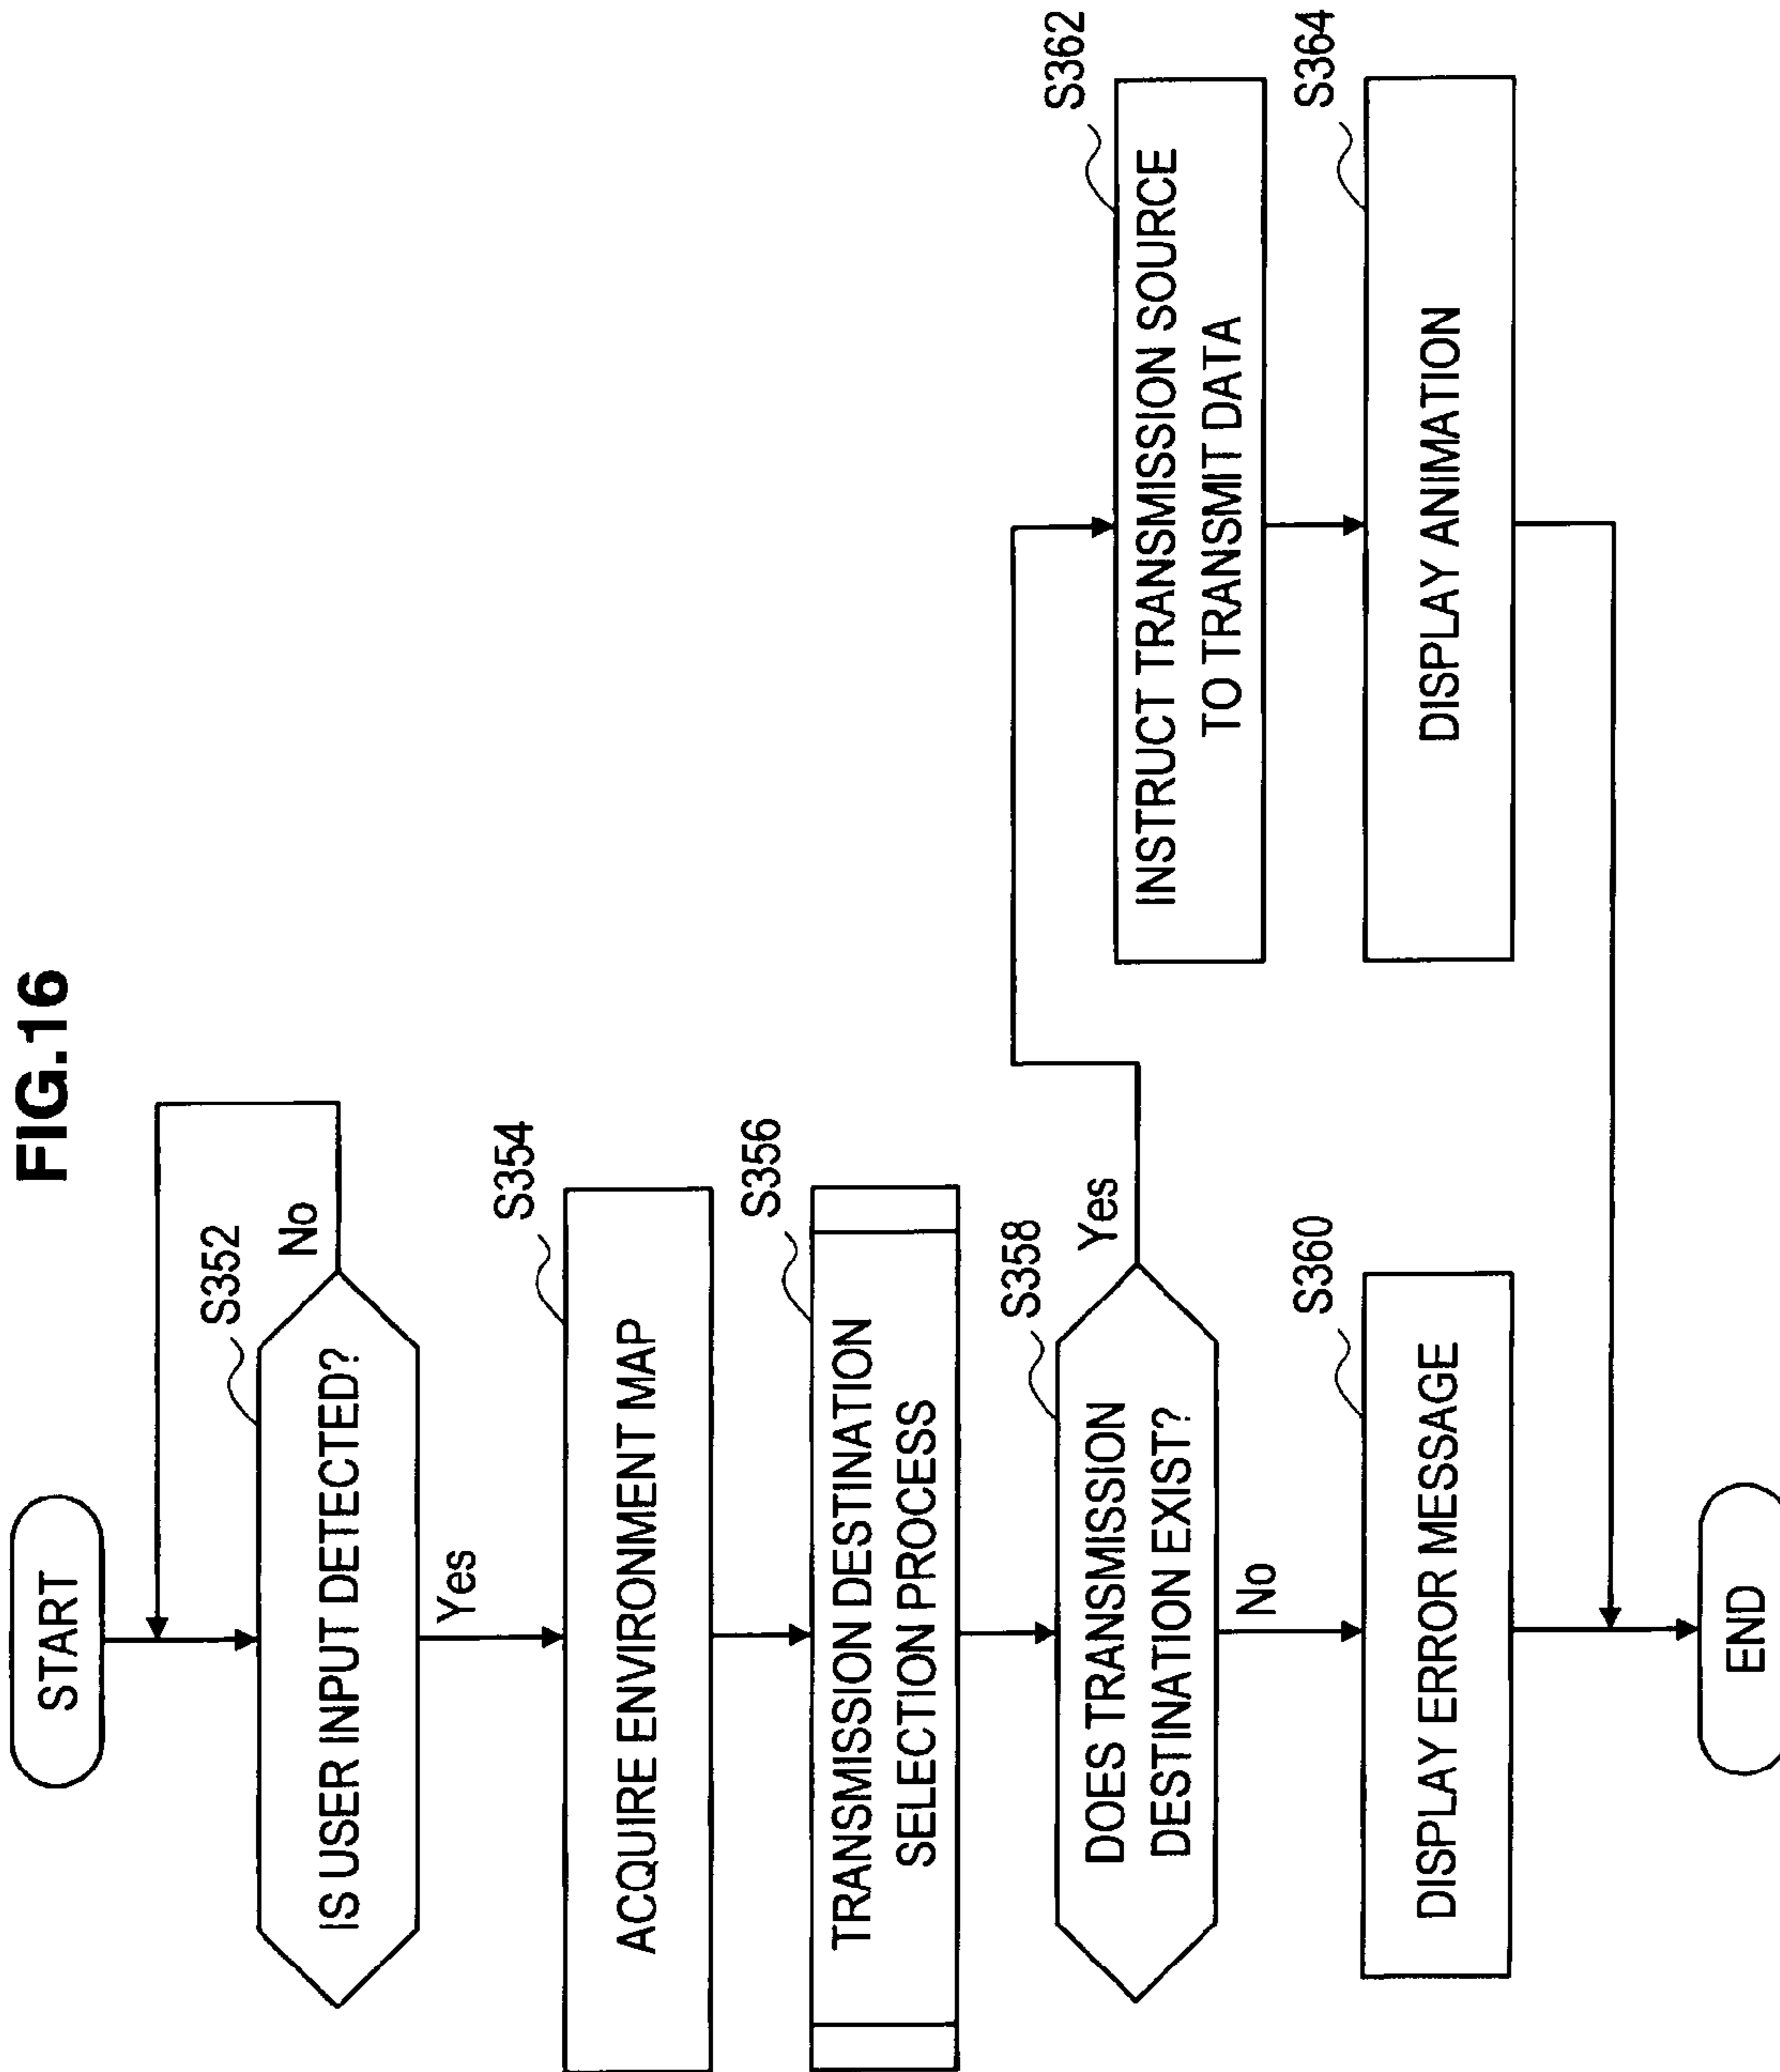 FIG.16
START
S352
IS USER INPUT DETECTED?
No
Yes
S354
ACQUIRE ENVIRONMENT MAP
S356
TRANSMISSION DESTINATION
SELECTION PROCESS
S358
DOES TRANSMISSION
DESTINATION EXIST?
Yes
No
S360
DISPLAY ERROR MESSAGE
S362
INSTRUCT TRANSMISSION SOURCE
TO TRANSMIT DATA
S364
DISPLAY ANIMATION
END